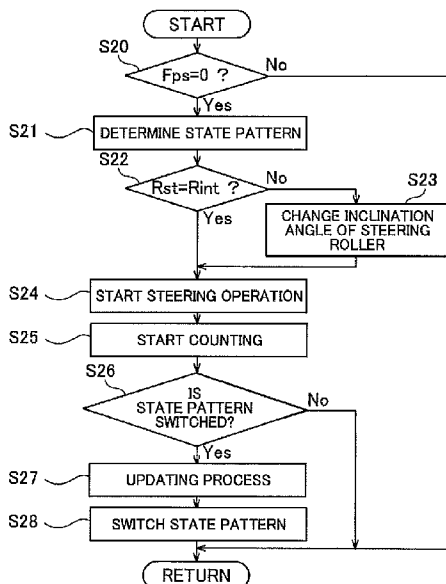 START
S20
Fps=0 ?
No
Yes
S21
DETERMINE STATE PATTERN
S22
Rst=Rint ?
No
Yes
S23
CHANGE INCLINATION
ANGLE OF STEERING
ROLLER
S24
START STEERING OPERATION
S25
START COUNTING
S26
IS
STATE PATTERN
SWITCHED?
No
Yes
S27
UPDATING PROCESS
S28
SWITCH STATE PATTERN
RETURN